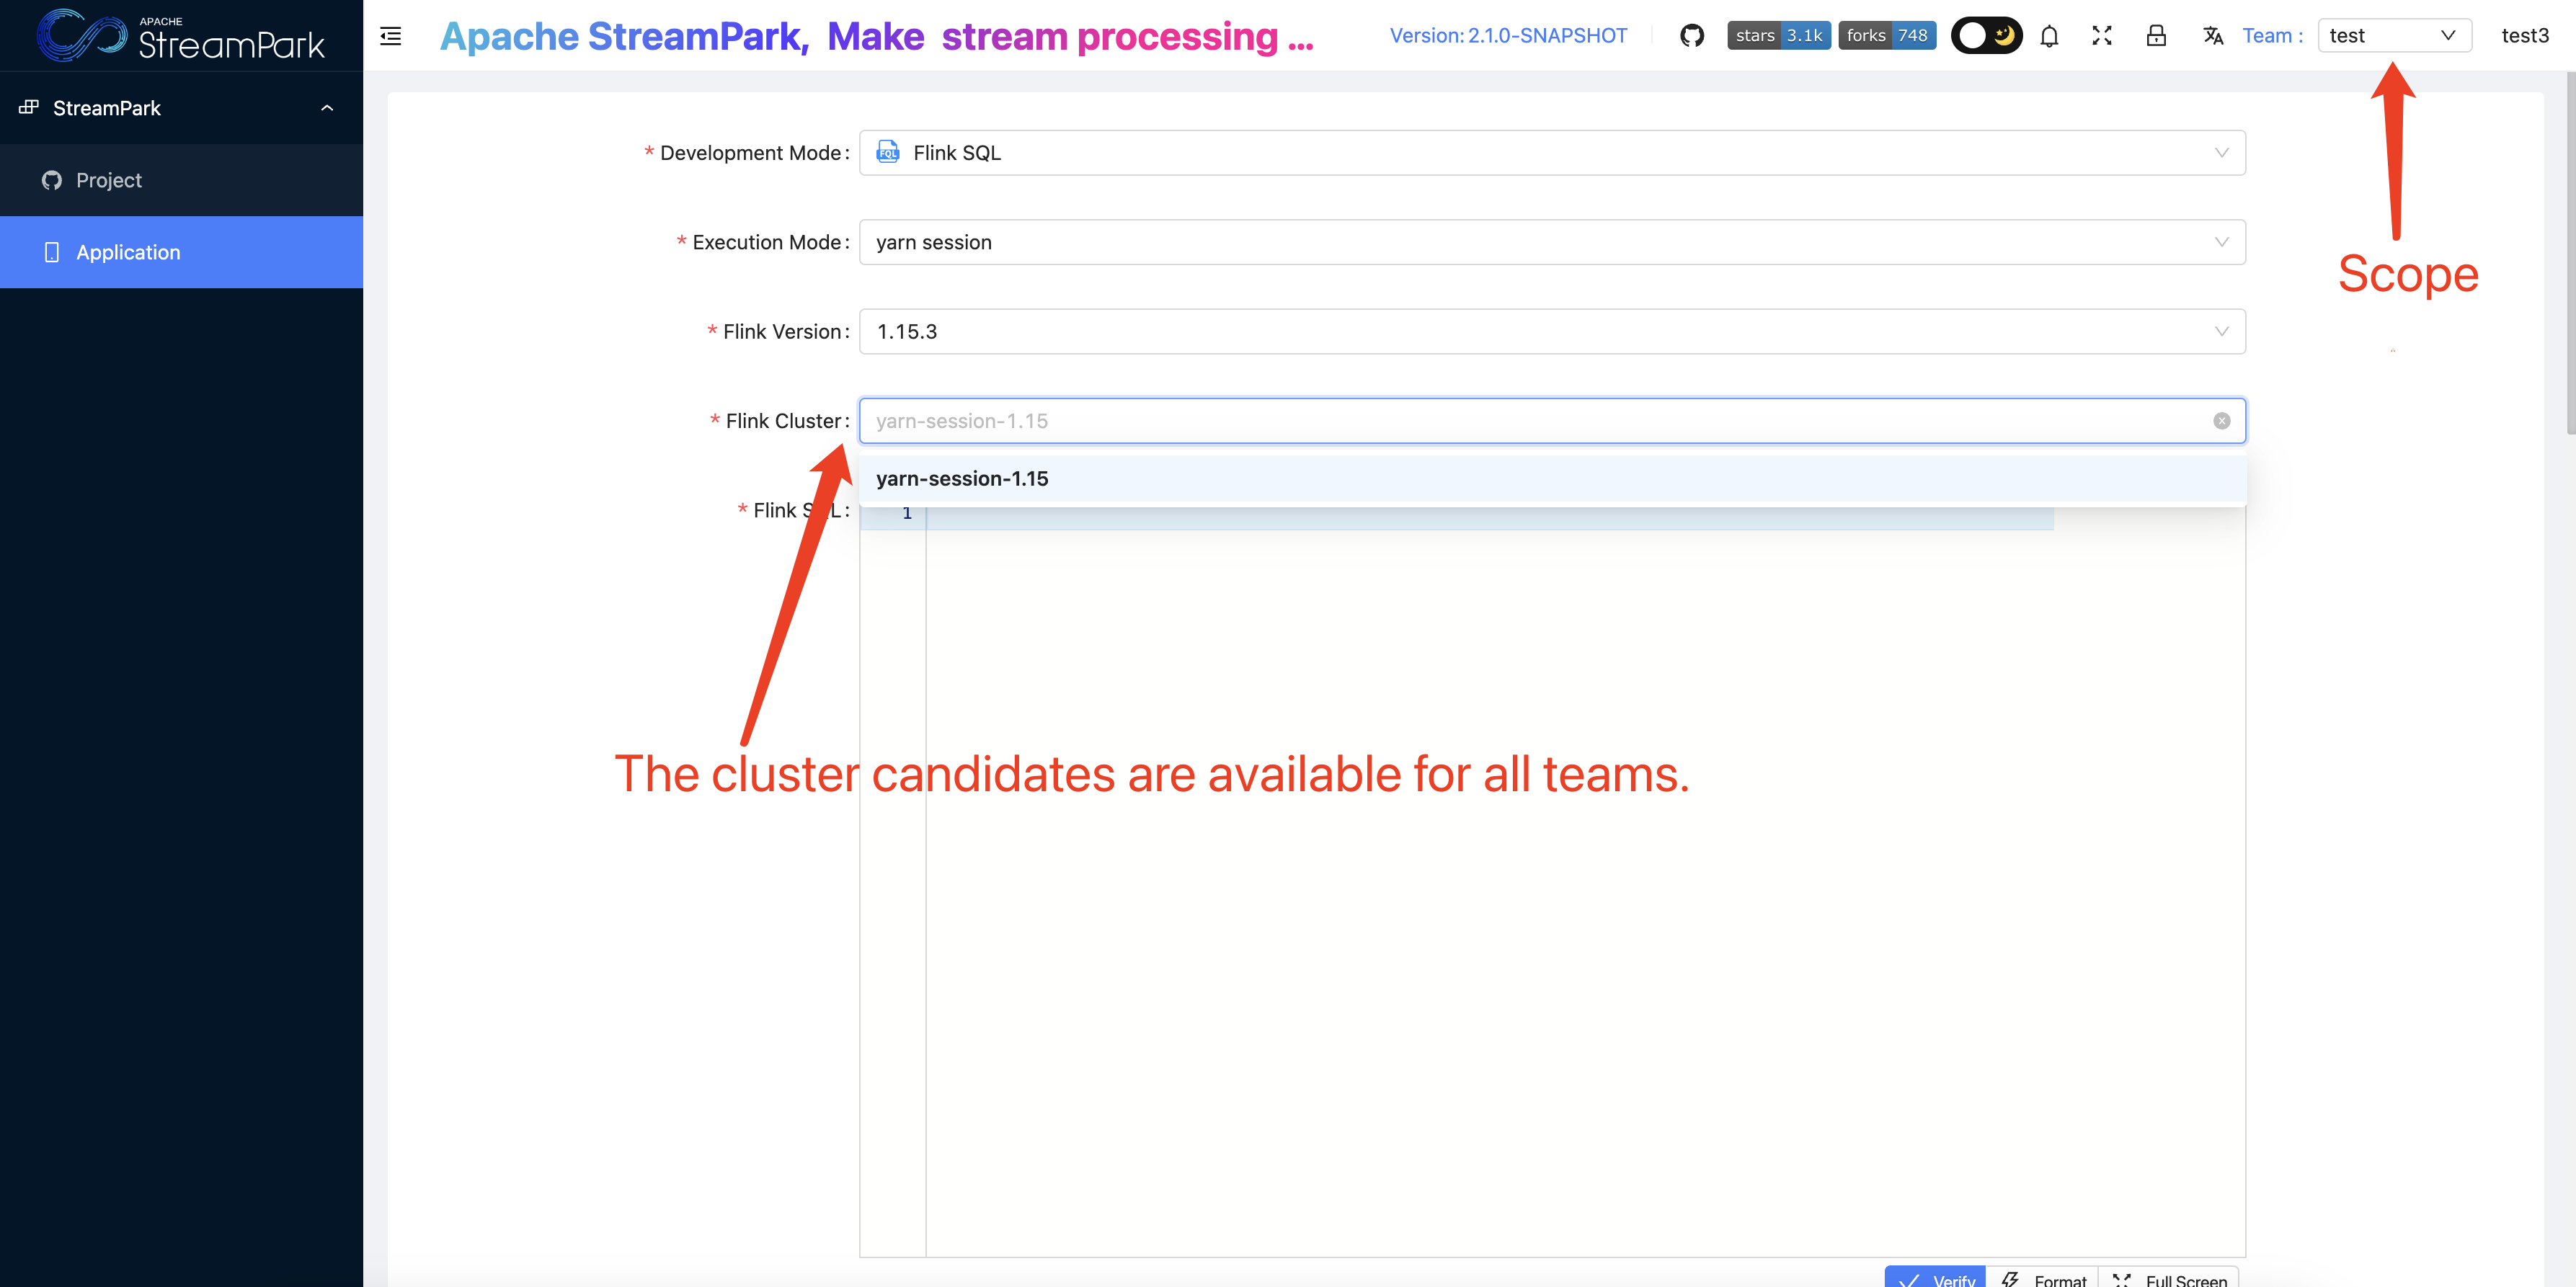 APACHE
StreamPark
Apache StreamPark, Make stream processing ...
Version: 2.1.0-SNAPSHOT
stars 3.1k
forks 748
Team :
test
test3
StreamPark
Project
Application
* Development Mode :
FQL
Flink SQL
* Execution Mode :
yarn session
Scope
* Flink Version :
1.15.3
* Flink Cluster :
yarn-session-1.15
yarn-session-1.15
* Flink SQL :
1
The cluster candidates are available for all teams.
Verify
Format
Full Screen